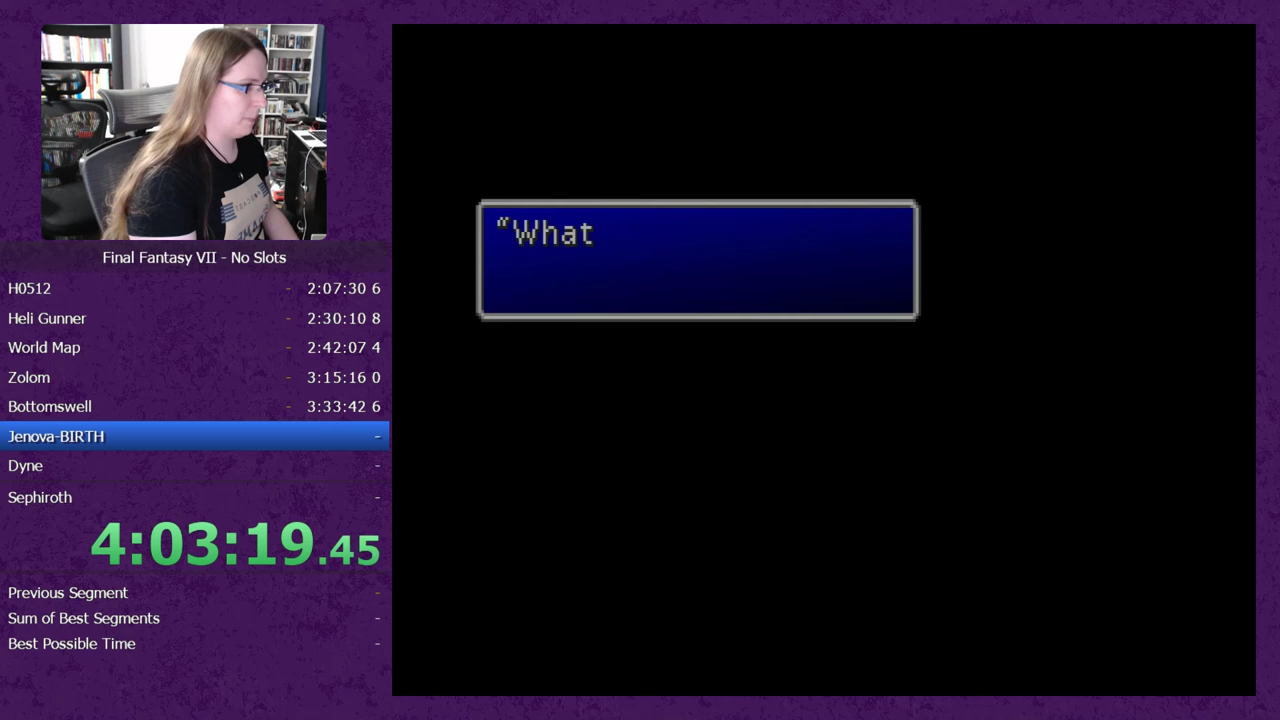 Final Fantasy VII - No Slots
H0512 - 2:07:30 6
Heli Gunner - 2:30:10 8
World Map - 2:42:07 4
Zolom - 3:15:16 0
Bottomswell - 3:33:42 6
Jenova-BIRTH -
Dyne -
Sephiroth -
4:03:19.45
Previous Segment -
Sum of Best Segments -
Best Possible Time -
“What